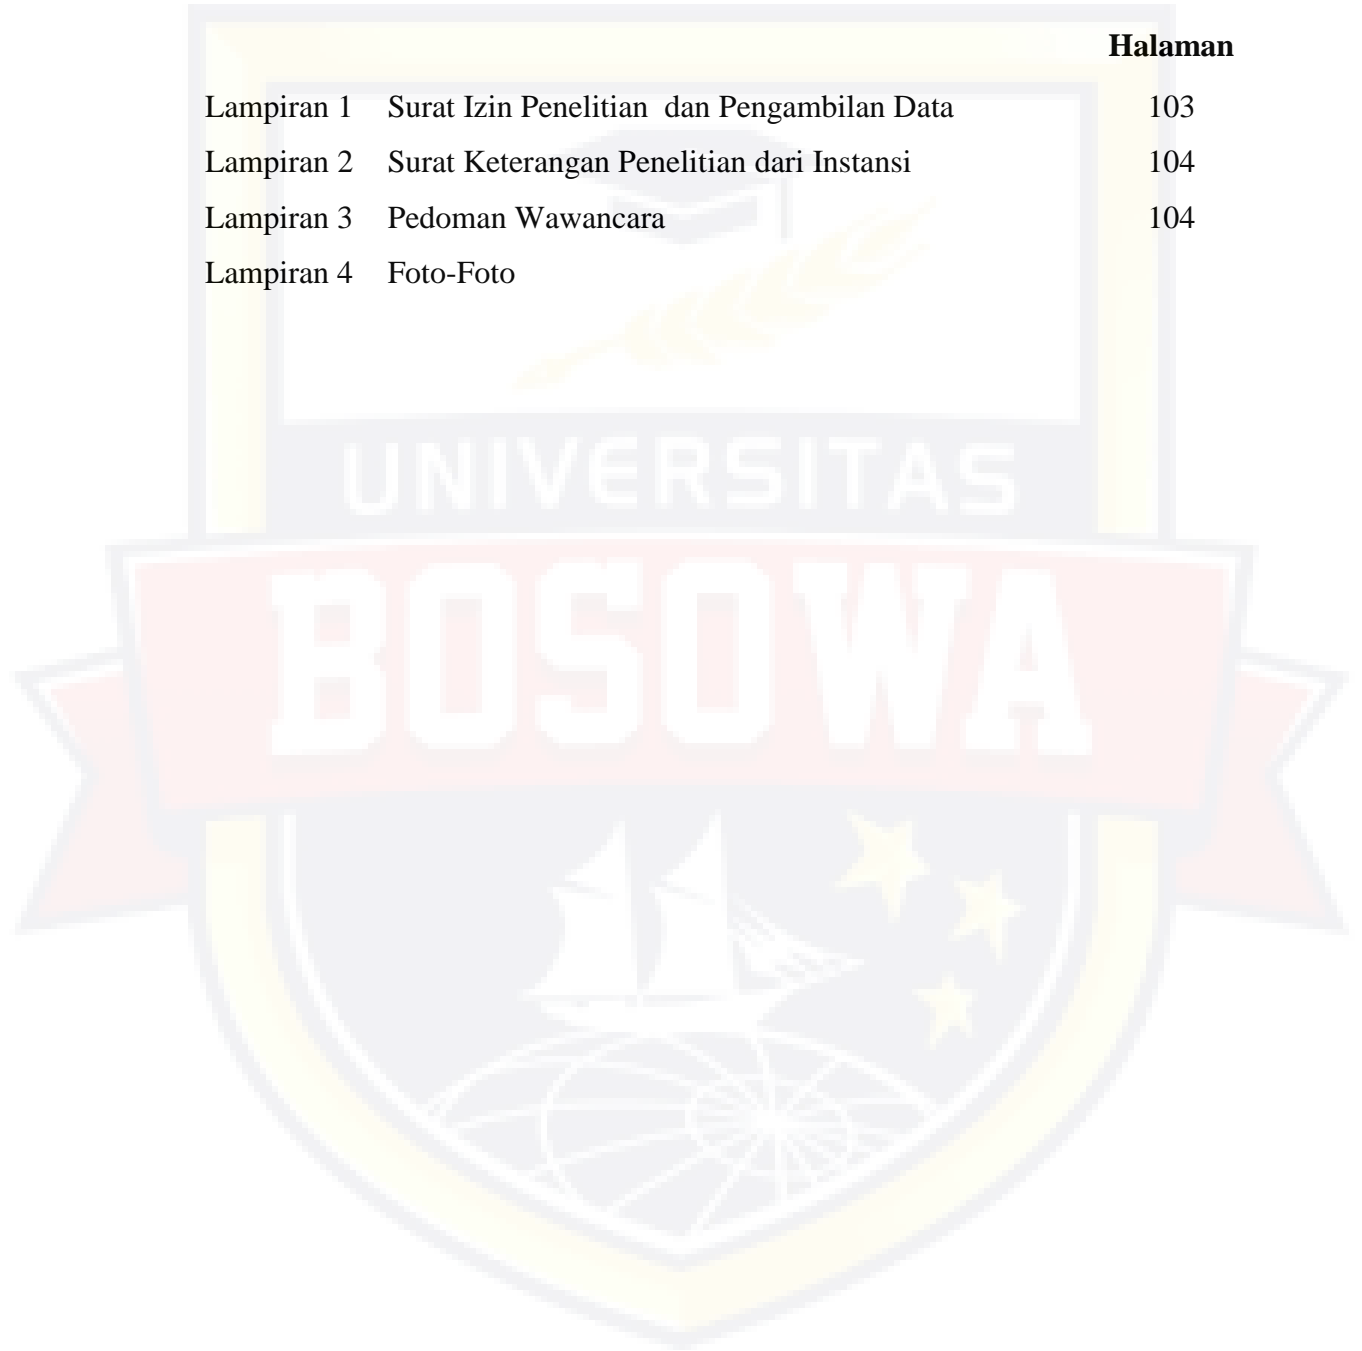 Halaman
Lampiran 1 Surat Izin Penelitian dan Pengambilan Data 103
Lampiran 2 Surat Keterangan Penelitian dari Instansi 104
Lampiran 3 Pedoman Wawancara 104
Lampiran 4 Foto-Foto
UNIVERSITAS
BOSOWA